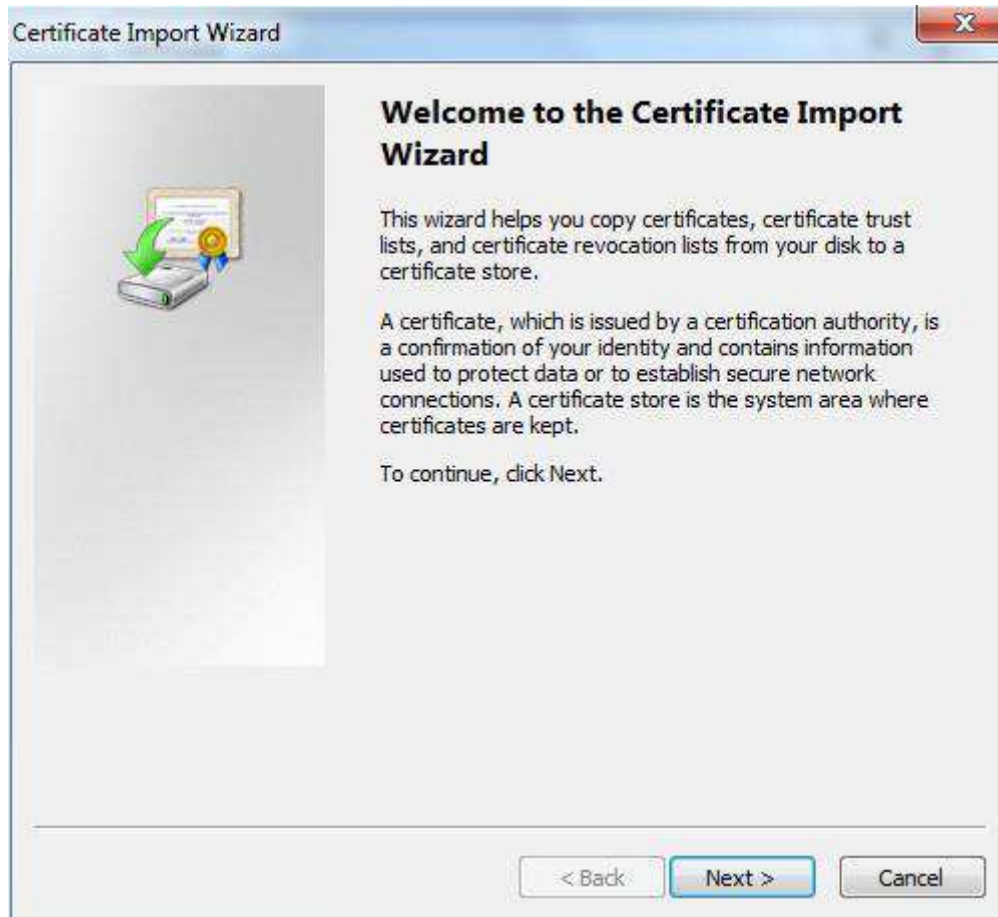 Certificate Import Wizard
X
Welcome to the Certificate Import
Wizard
This wizard helps you copy certificates, certificate trust
lists, and certificate revocation lists from your disk to a
certificate store.
A certificate, which is issued by a certification authority, is
a confirmation of your identity and contains information
used to protect data or to establish secure network
connections. A certificate store is the system area where
certificates are kept.
To continue, click Next.
< Back
Next >
Cancel